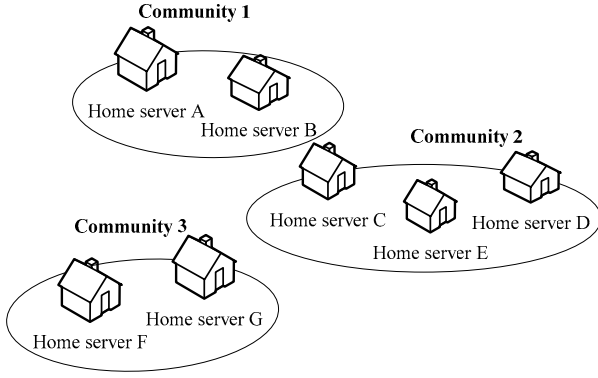 Community 1
Home server A
Home server B
Community 2
Home server C
Home server D
Home server E
Community 3
Home server G
Home server F